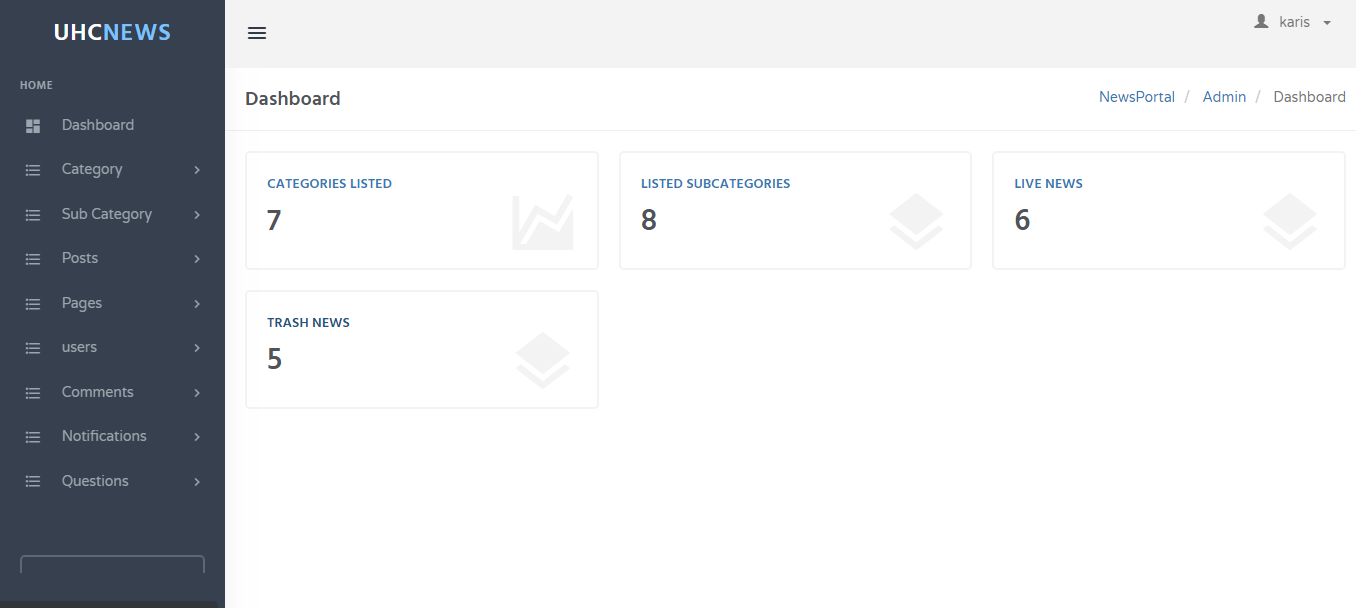 UHCNEWS
karis
HOME
Dashboard
Category
Sub Category
Posts
Pages
users
Comments
Notifications
Questions
Dashboard
NewsPortal / Admin / Dashboard
CATEGORIES LISTED
7
LISTED SUBCATEGORIES
8
LIVE NEWS
6
TRASH NEWS
5